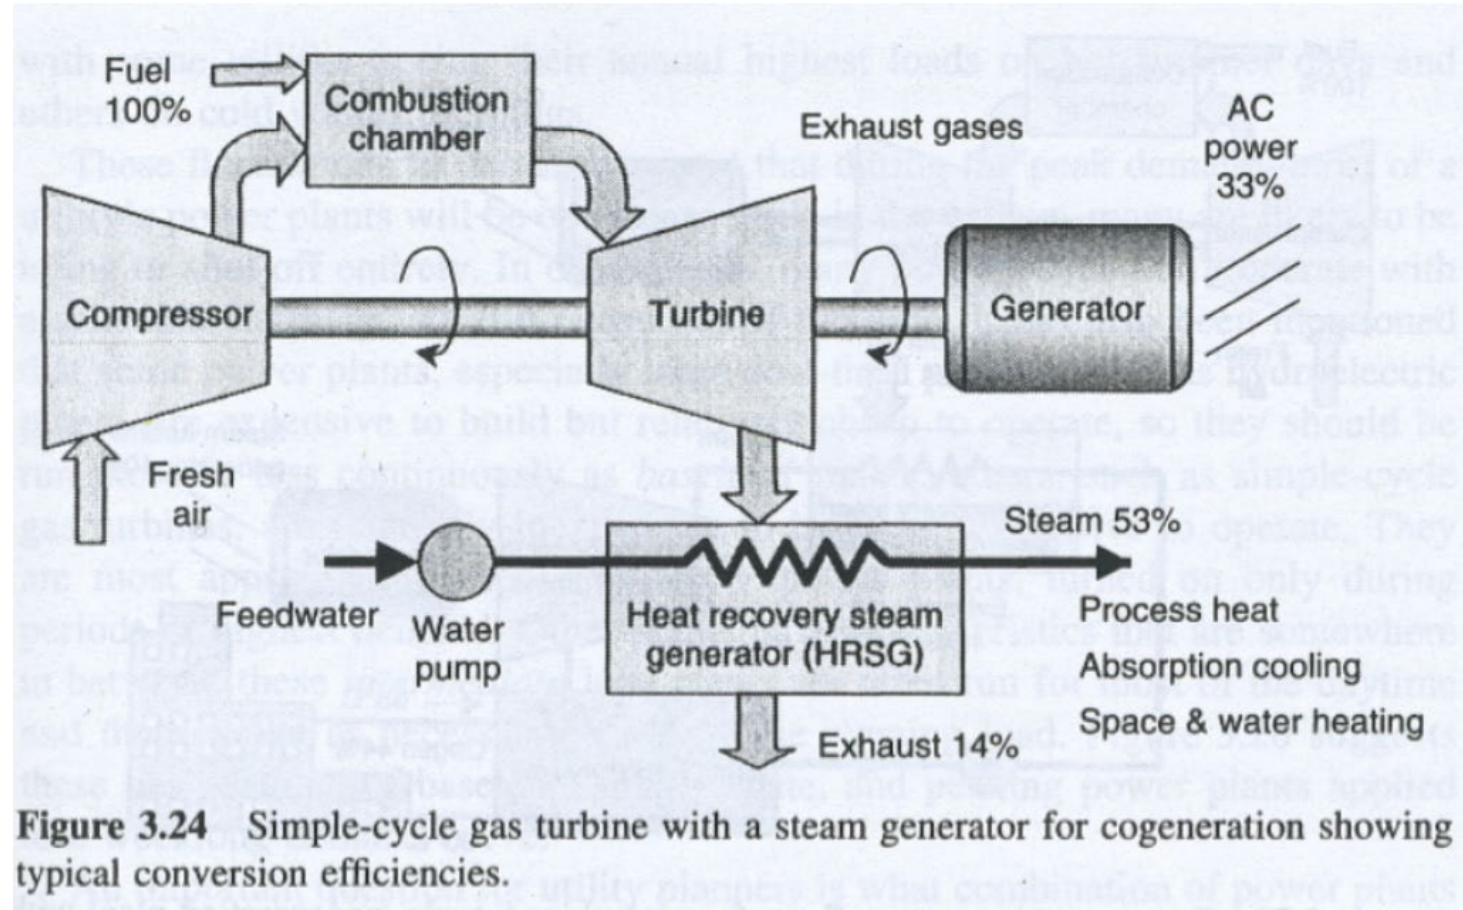 Fuel
100%
Combustion
chamber
Exhaust gases
AC
power
33%
Compressor
Turbine
Generator
Fresh
air
Feedwater
Water
pump
Heat recovery steam
generator (HRSG)
Steam 53%
Process heat
Absorption cooling
Space & water heating
Exhaust 14%
Figure 3.24 Simple-cycle gas turbine with a steam generator for cogeneration showing
typical conversion efficiencies.